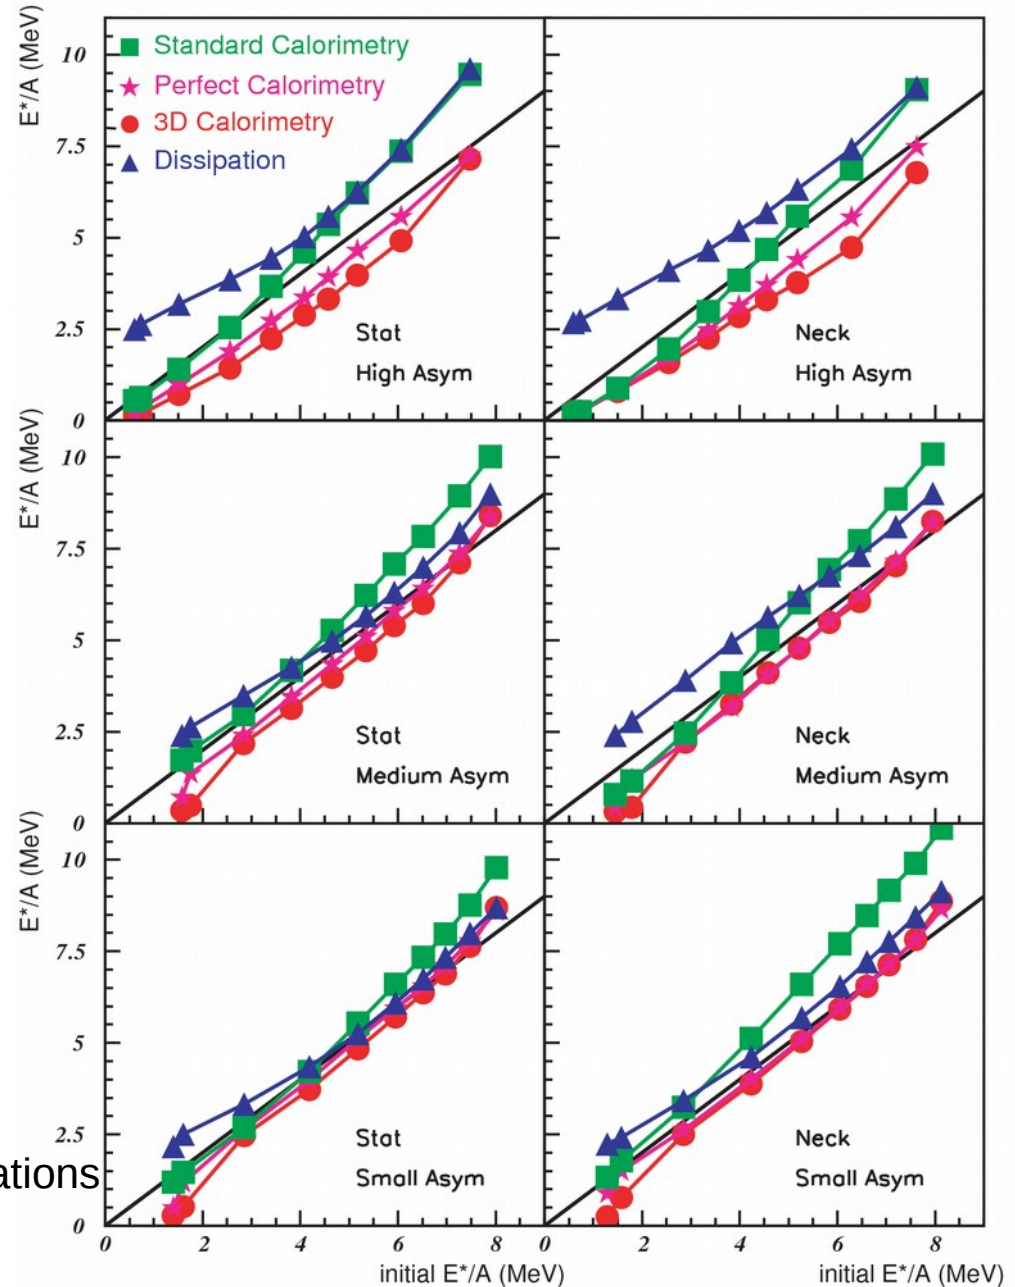 E*/A (MeV)
10
7.5
5
2.5
0
Standard Calorimetry
Perfect Calorimetry
3D Calorimetry
Dissipation
Stat
High Asym
Neck
High Asym
E*/A (MeV)
10
7.5
5
2.5
0
Stat
Medium Asym
Neck
Medium Asym
E*/A (MeV)
10
7.5
5
2.5
0
Stat
Small Asym
Neck
Small Asym
ations
0 2 4 6 8 0 2 4 6 8
initial E*/A (MeV) initial E*/A (MeV)